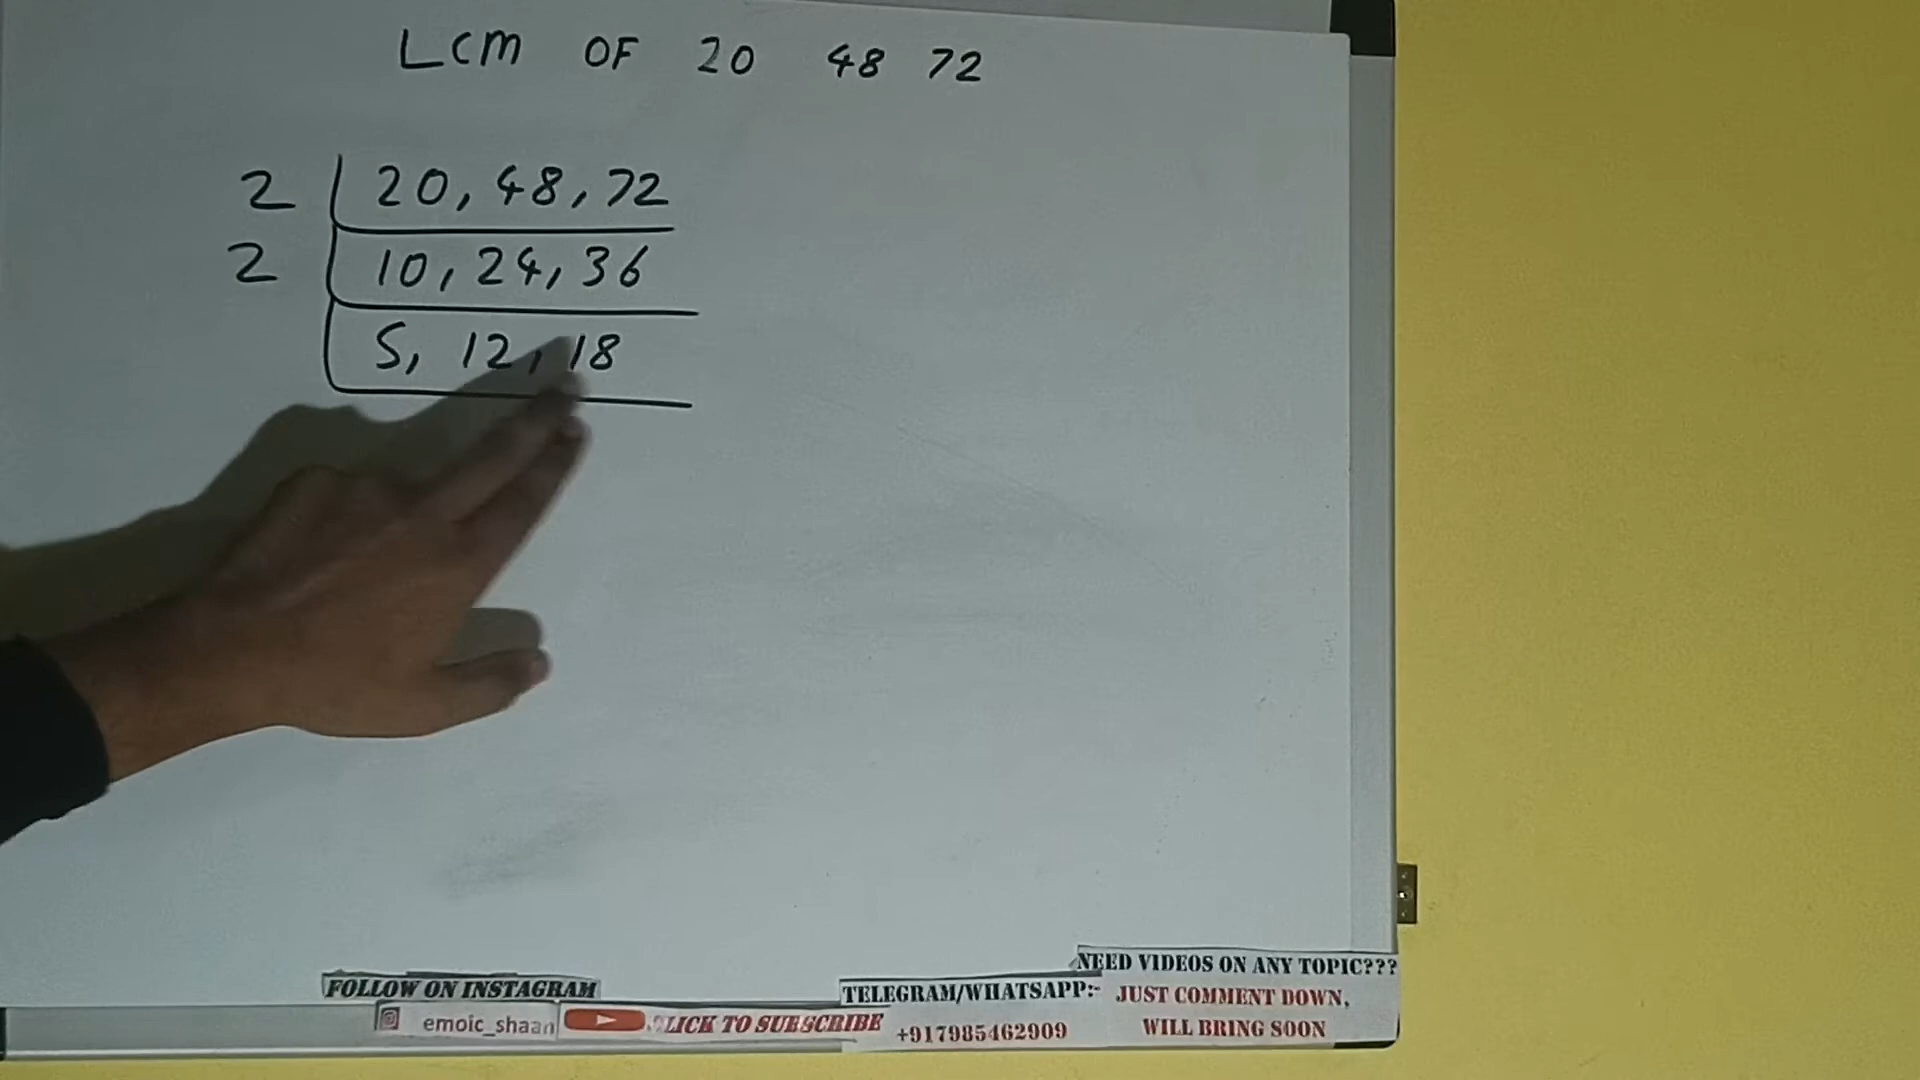 LCM OF 20 48 72
2 20, 48, 72
2 10, 24, 36
5, 12, 18
NEED VIDEOS ON ANY TOPIC???
FOLLOW ON INSTAGRAM
TELEGRAM/WHATSAPP:- JUST COMMENT DOWN,
emoic_shaan CLICK TO SUBSCRIBE +917985462909 WILL BRING SOON